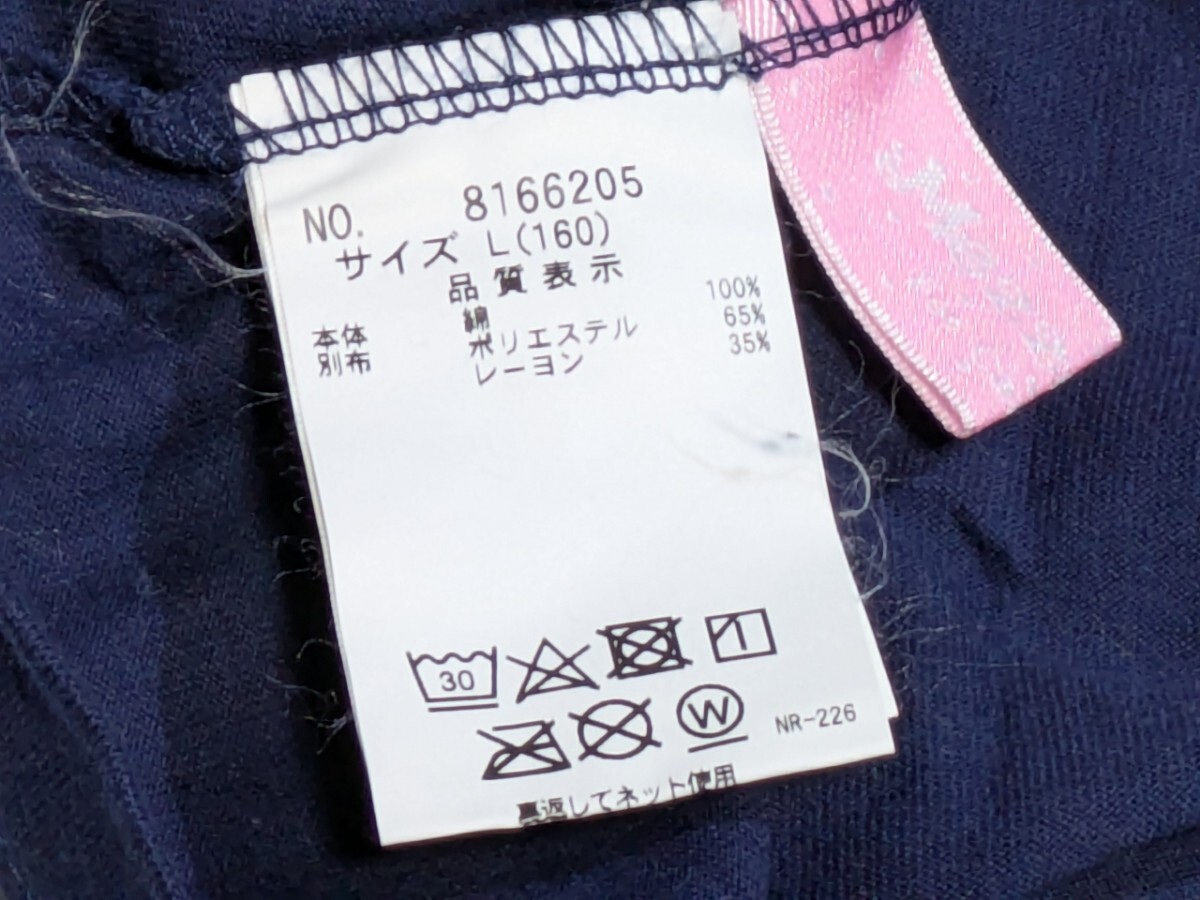 NO. 8166205
サイズ L(160)
品質表示
本体 綿 100%
別布 ポリエステル 65%
レーヨン 35%
30
W
NR-226
裏返してネット使用